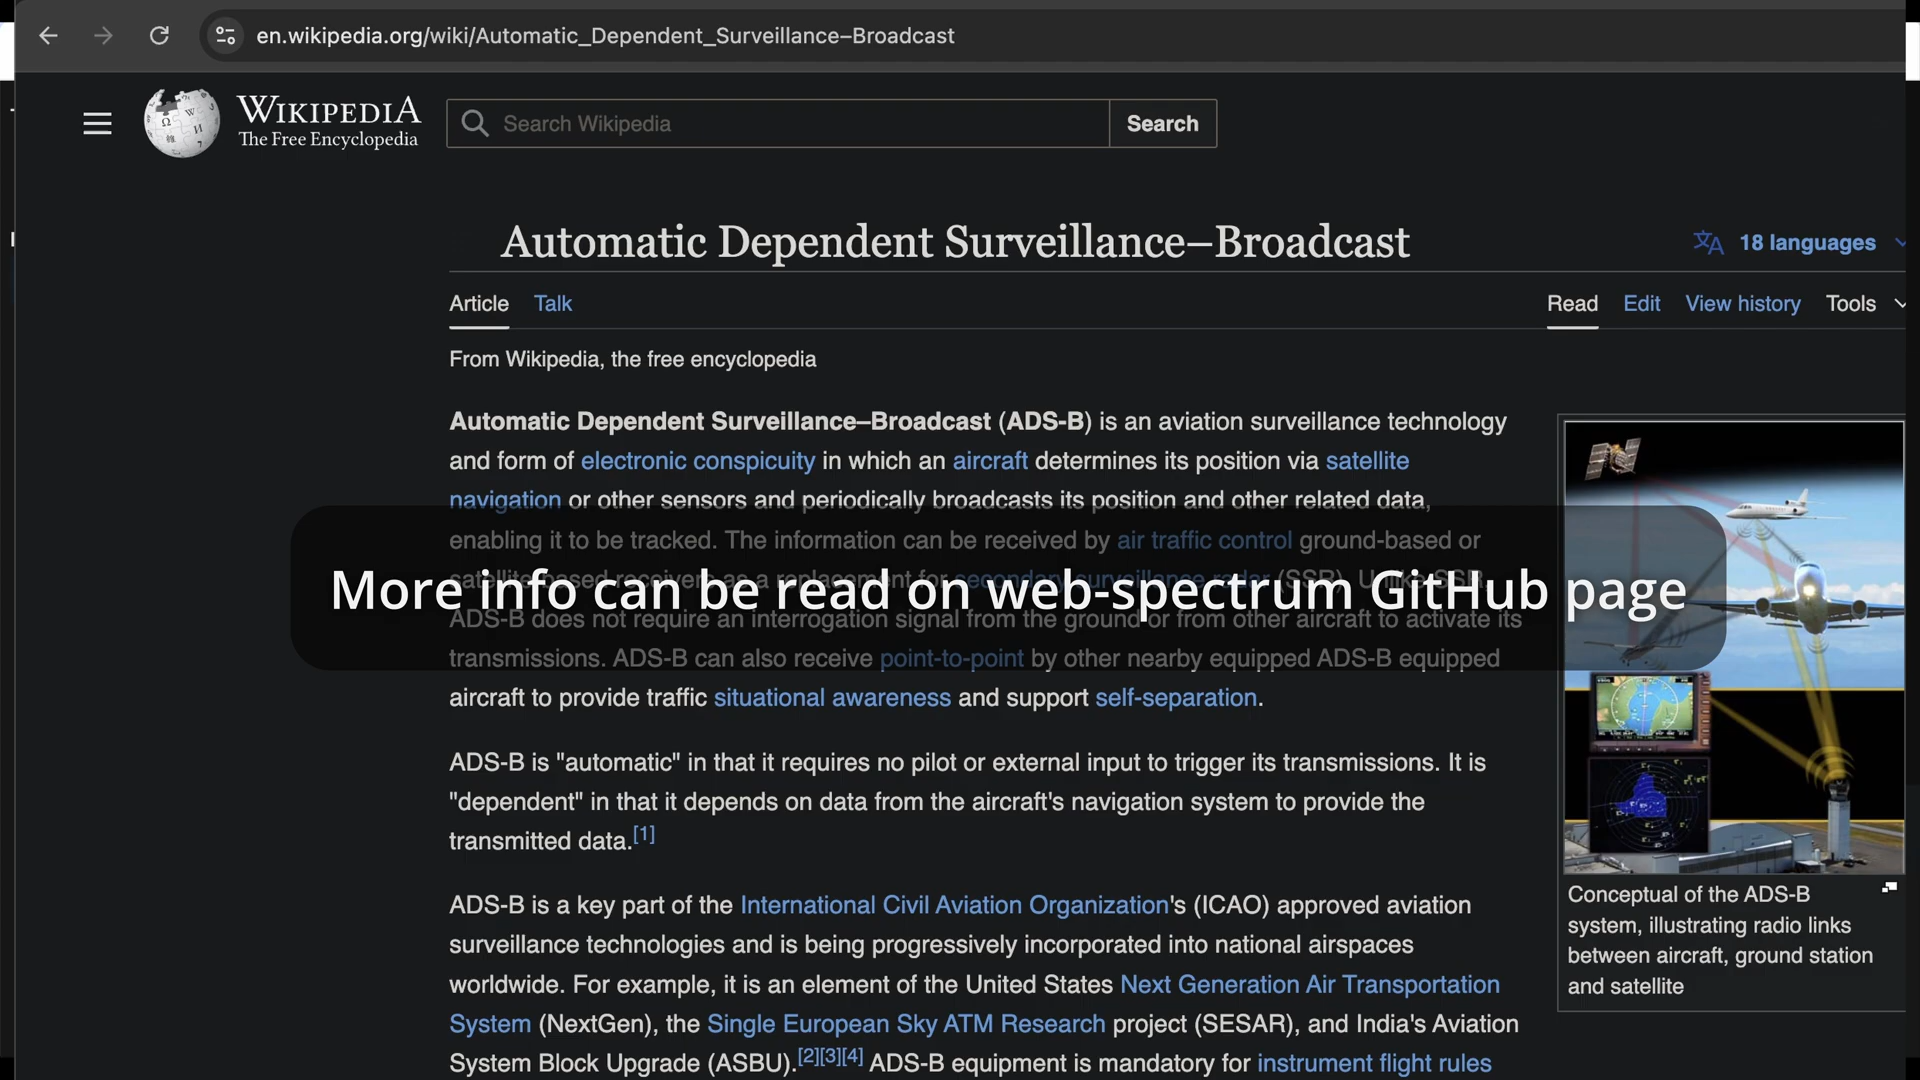 en.wikipedia.org/wiki/Automatic_Dependent_Surveillance–Broadcast
WIKIPEDIA
The Free Encyclopedia
Search Wikipedia
Search
Automatic Dependent Surveillance–Broadcast
18 languages
Article Talk
Read Edit View history Tools
From Wikipedia, the free encyclopedia
Automatic Dependent Surveillance–Broadcast (ADS-B) is an aviation surveillance technology
and form of electronic conspicuity in which an aircraft determines its position via satellite
navigation or other sensors and periodically broadcasts its position and other related data,
enabling it to be tracked. The information can be received by air traffic control ground-based or
satellite-based receivers as a replacement for secondary surveillance radar (SSR). Unlike SSR,
More info can be read on web-spectrum GitHub page
ADS-B does not require an interrogation signal from the ground or from other aircraft to activate its
transmissions. ADS-B can also receive point-to-point by other nearby equipped ADS-B equipped
aircraft to provide traffic situational awareness and support self-separation.
ADS-B is "automatic" in that it requires no pilot or external input to trigger its transmissions. It is
"dependent" in that it depends on data from the aircraft's navigation system to provide the
transmitted data.[1]
ADS-B is a key part of the International Civil Aviation Organization's (ICAO) approved aviation
surveillance technologies and is being progressively incorporated into national airspaces
worldwide. For example, it is an element of the United States Next Generation Air Transportation
System (NextGen), the Single European Sky ATM Research project (SESAR), and India's Aviation
System Block Upgrade (ASBU).[2][3][4] ADS-B equipment is mandatory for instrument flight rules
Conceptual of the ADS-B
system, illustrating radio links
between aircraft, ground station
and satellite